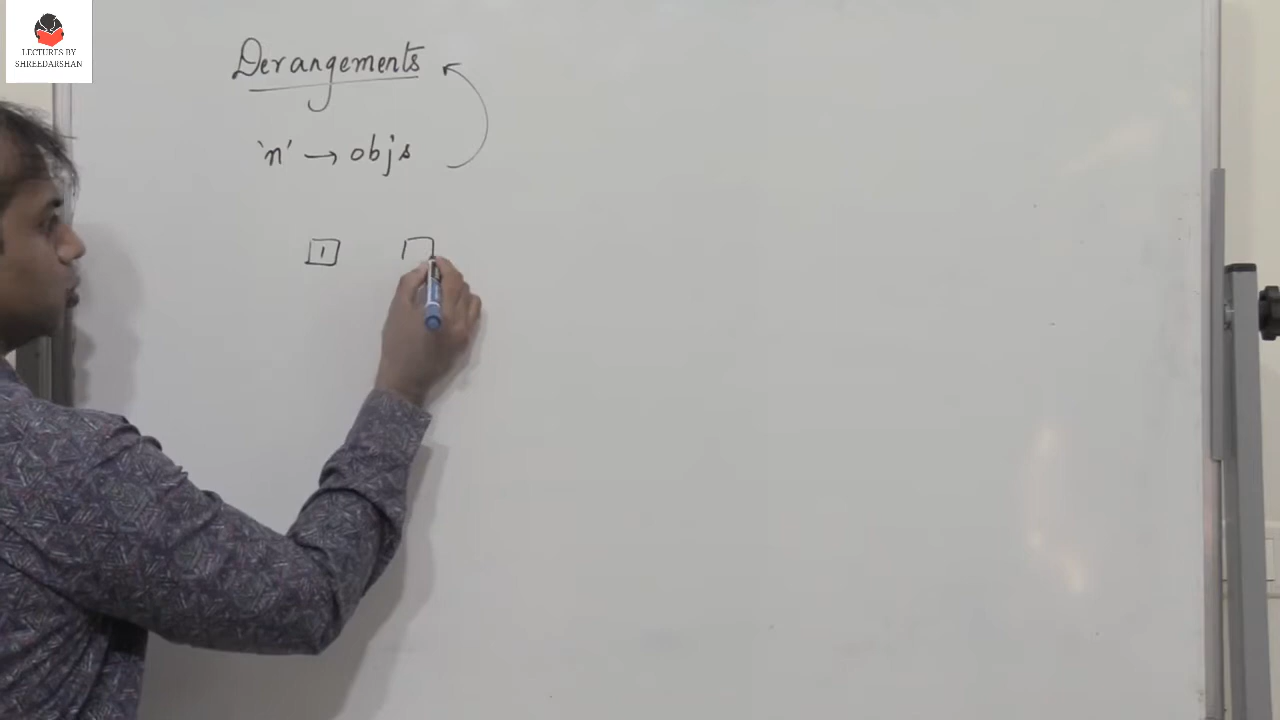 LECTURES BY
SHREEDARSHAN
Derangements
'n' → objs
1